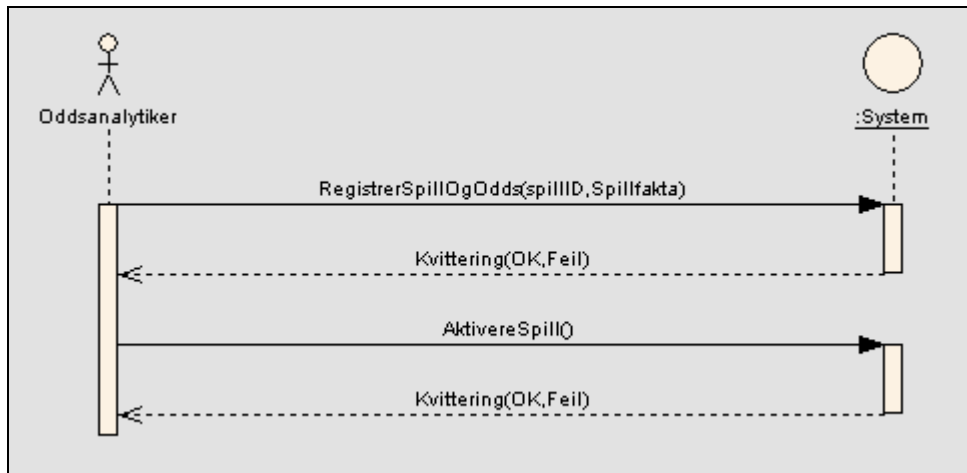 Oddsanalytiker
:System
RegistrerSpillOgOdds(spillID,Spillfakta)
Kvittering(OK,Feil)
AktivereSpill()
Kvittering(OK,Feil)